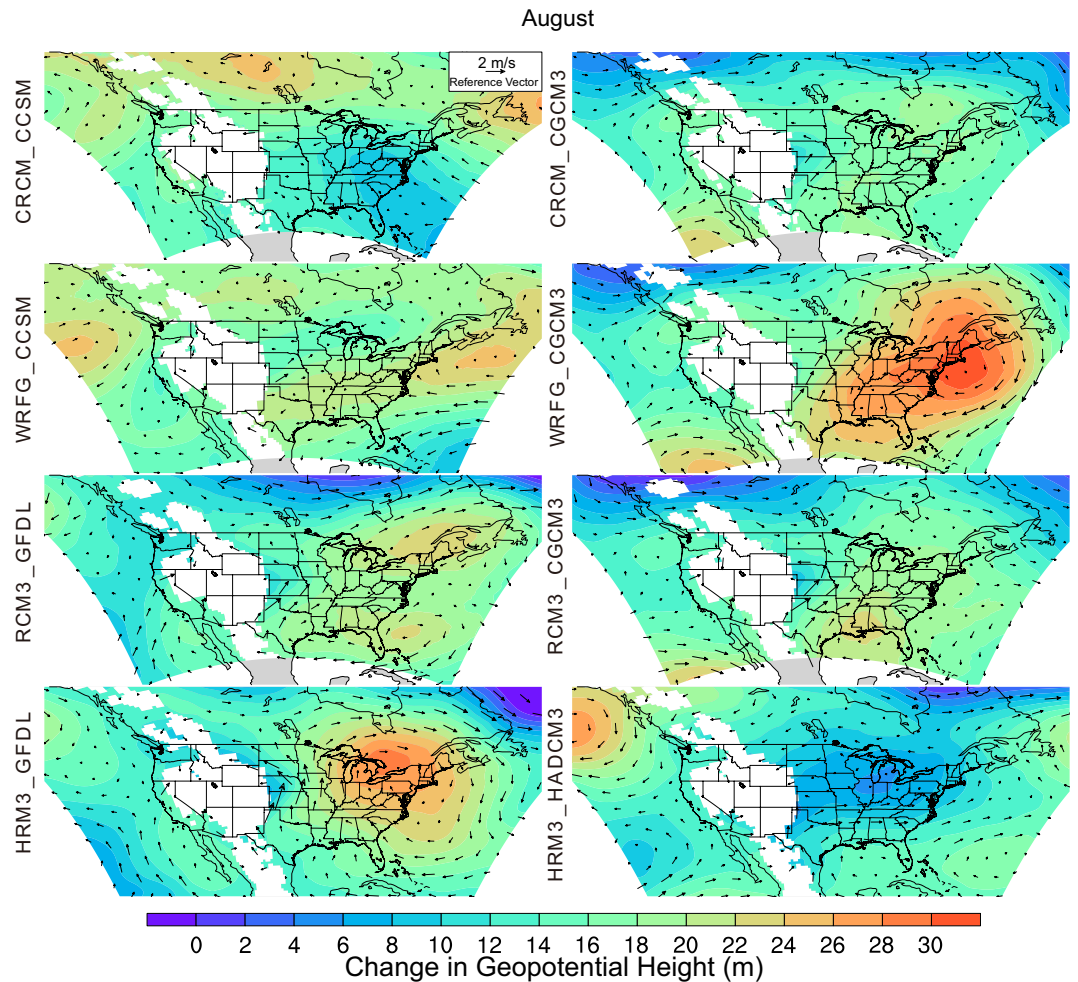 August
2 m/s
Reference Vector
CRCM_CCSM
CRCM_CGCM3
WRFG_CCSM
WRFG_CGCM3
RCM3_GFDL
RCM3_CGCM3
HRM3_GFDL
HRM3_HADCM3
0 2 4 6 8 10 12 14 16 18 20 22 24 26 28 30
Change in Geopotential Height (m)